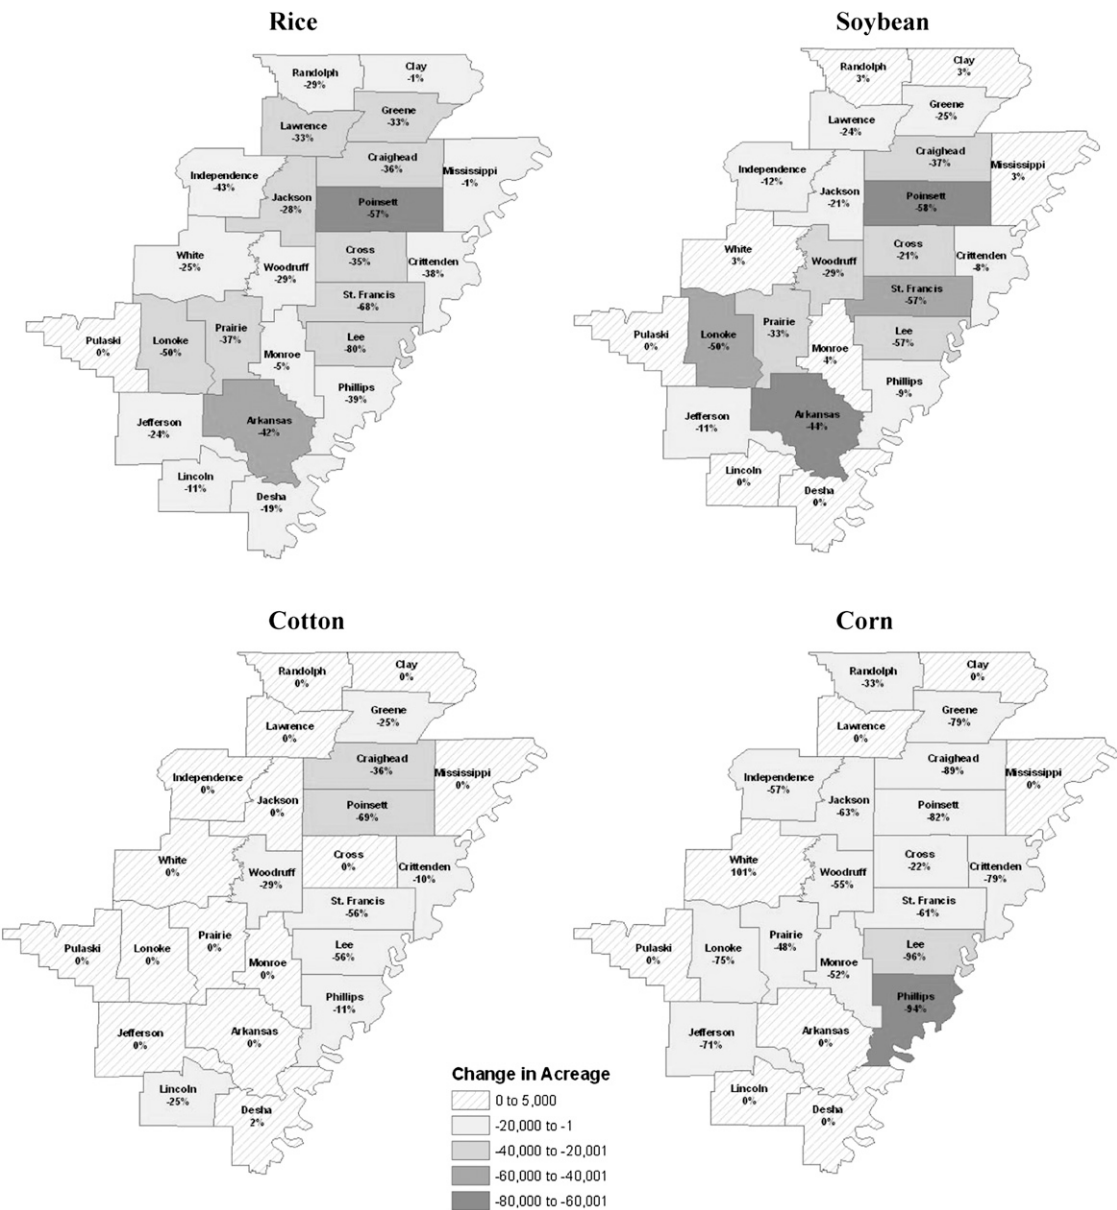 Rice
Randolph
-29%
Clay
-1%
Greene
-33%
Lawrence
-33%
Craighead
-36%
Mississippi
-1%
Independence
-43%
Jackson
-28%
Poinsett
-57%
White
-25%
Woodruff
-29%
Cross
-35%
Crittenden
-38%
St. Francis
-68%
Pulaski
0%
Lonoke
-50%
Prairie
-37%
Monroe
-5%
Lee
-80%
Phillips
-39%
Jefferson
-24%
Arkansas
-42%
Lincoln
-11%
Desha
-19%
Soybean
Randolph
3%
Clay
3%
Greene
-25%
Lawrence
-24%
Craighead
-37%
Mississippi
3%
Independence
-12%
Jackson
-21%
Poinsett
-58%
White
3%
Woodruff
-29%
Cross
-21%
Crittenden
-8%
St. Francis
-57%
Pulaski
0%
Lonoke
-50%
Prairie
-33%
Monroe
4%
Lee
-57%
Phillips
-9%
Jefferson
-11%
Arkansas
-44%
Lincoln
0%
Desha
0%
Cotton
Randolph
0%
Clay
0%
Greene
-25%
Lawrence
0%
Craighead
-36%
Mississippi
0%
Independence
0%
Jackson
0%
Poinsett
-69%
White
0%
Woodruff
-29%
Cross
0%
Crittenden
-10%
St. Francis
-56%
Pulaski
0%
Lonoke
0%
Prairie
0%
Monroe
0%
Lee
-56%
Phillips
-11%
Jefferson
0%
Arkansas
0%
Lincoln
-25%
Desha
2%
Corn
Randolph
-33%
Clay
0%
Greene
-79%
Lawrence
0%
Craighead
-89%
Mississippi
0%
Independence
-57%
Jackson
-63%
Poinsett
-82%
White
101%
Woodruff
-55%
Cross
-22%
Crittenden
-79%
St. Francis
-61%
Pulaski
0%
Lonoke
-75%
Prairie
-48%
Monroe
-52%
Lee
-96%
Phillips
-94%
Jefferson
-71%
Arkansas
0%
Lincoln
0%
Desha
0%
Change in Acreage
0 to 5,000
-20,000 to -1
-40,000 to -20,001
-60,000 to -40,001
-80,000 to -60,001